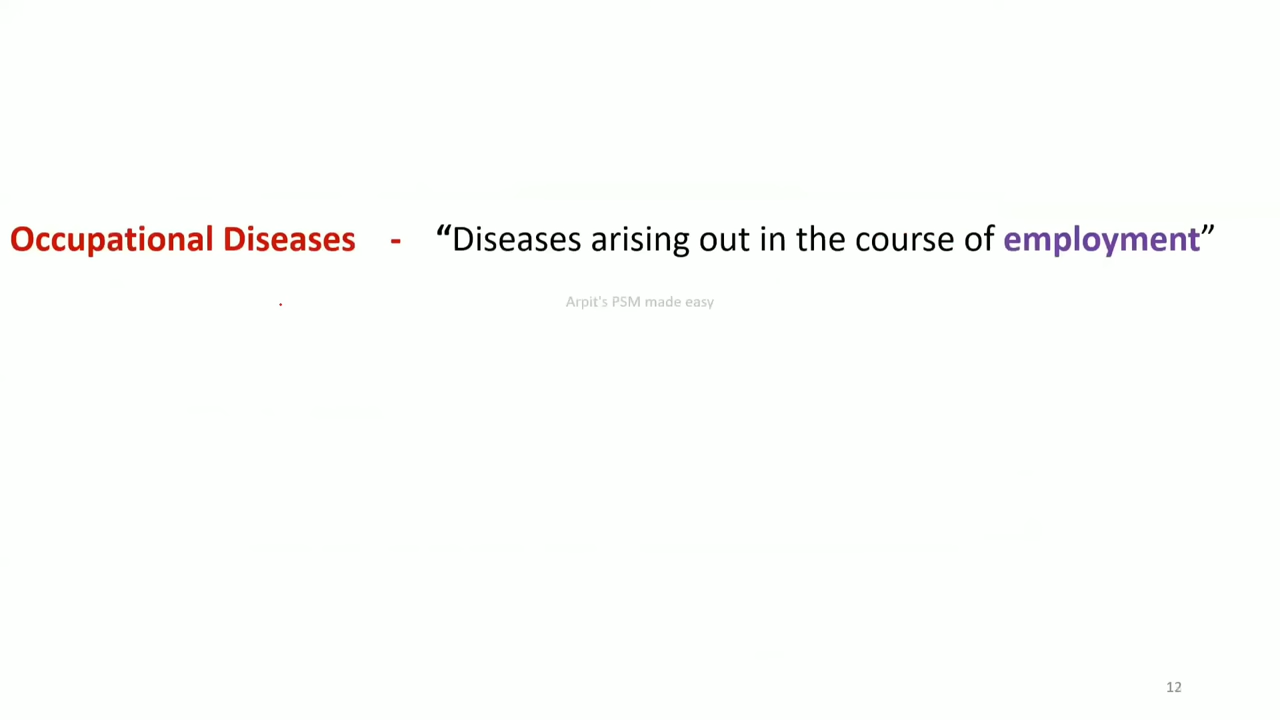 Occupational Diseases - “Diseases arising out in the course of employment”
Arpit's PSM made easy
12